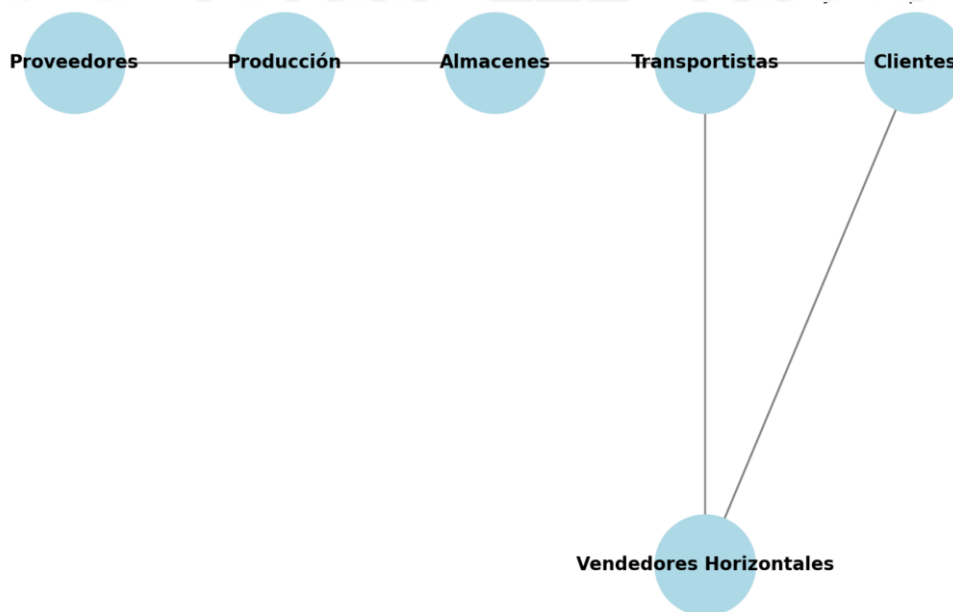 Proveedores
Producción
Almacenes
Transportistas
Clientes
Vendedores Horizontales